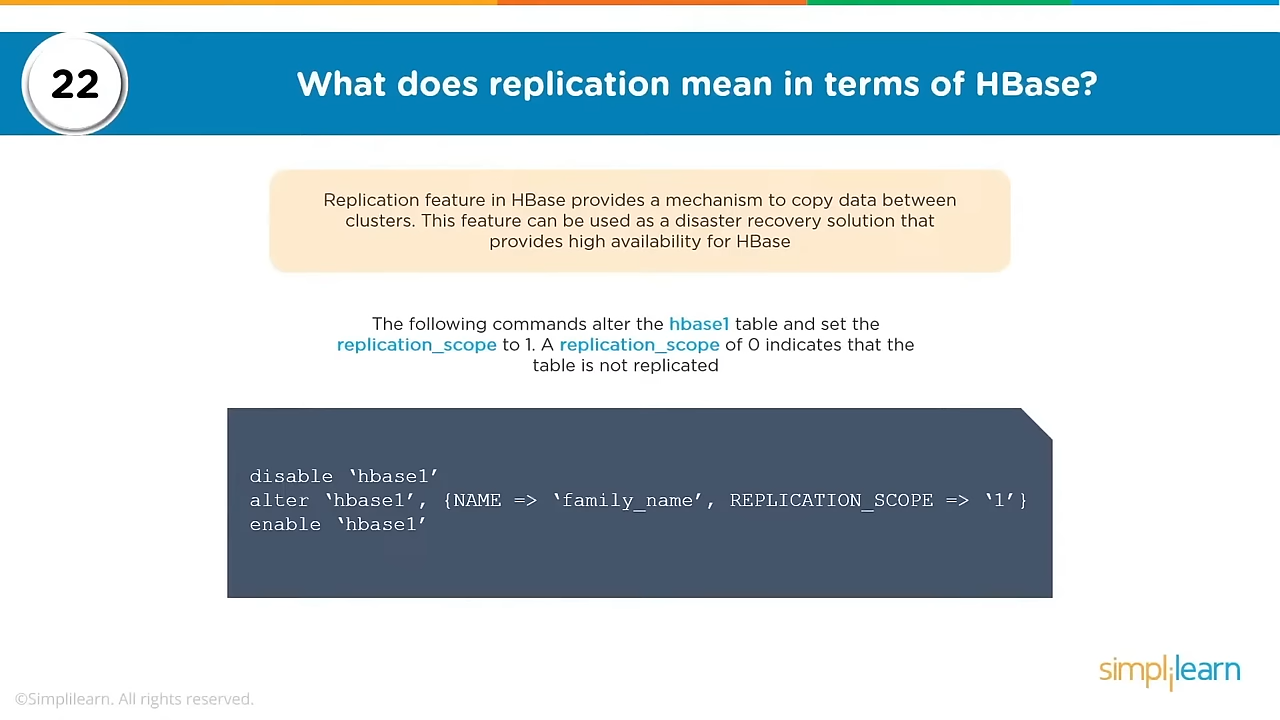 22
What does replication mean in terms of HBase?
Replication feature in HBase provides a mechanism to copy data between
clusters. This feature can be used as a disaster recovery solution that
provides high availability for HBase
The following commands alter the hbase1 table and set the
replication_scope to 1. A replication_scope of 0 indicates that the
table is not replicated
disable ‘hbase1’
alter ‘hbase1’, {NAME => ‘family_name’, REPLICATION_SCOPE => ‘1’}
enable ‘hbase1’
simplilearn
©Simplilearn. All rights reserved.